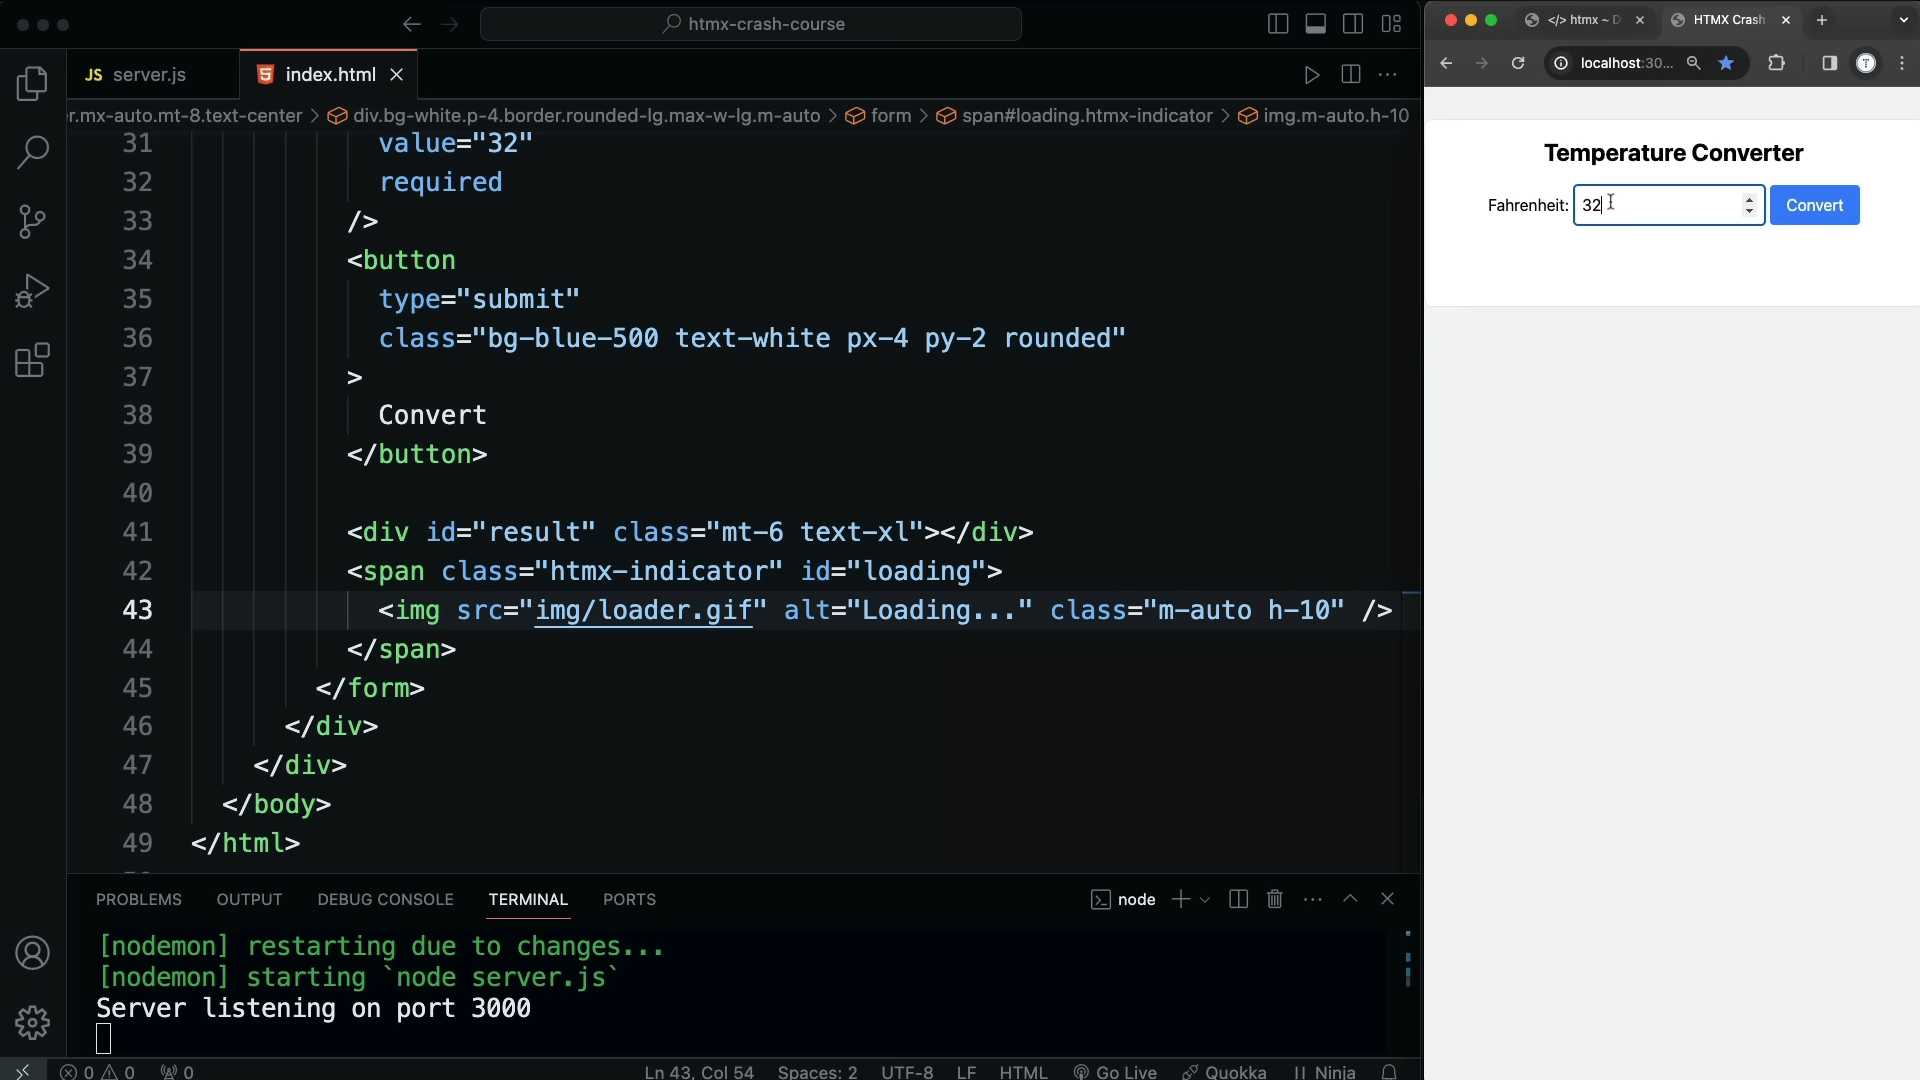 htmx-crash-course
JS server.js
index.html
r.mx-auto.mt-8.text-center > div.bg-white.p-4.border.rounded-lg.max-w-lg.m-auto > form > span#loading.htmx-indicator > img.m-auto.h-10
31 value="32"
32 required
33 />
34 <button
35 type="submit"
36 class="bg-blue-500 text-white px-4 py-2 rounded"
37 >
38 Convert
39 </button>
40
41 <div id="result" class="mt-6 text-xl"></div>
42 <span class="htmx-indicator" id="loading">
43 <img src="img/loader.gif" alt="Loading..." class="m-auto h-10" />
44 </span>
45 </form>
46 </div>
47 </div>
48 </body>
49 </html>
PROBLEMS OUTPUT DEBUG CONSOLE TERMINAL PORTS
node
[nodemon] restarting due to changes...
[nodemon] starting `node server.js`
Server listening on port 3000
0 0 0
Ln 43, Col 54 Spaces: 2 UTF-8 LF HTML Go Live Quokka Ninja
</> htmx ~ D
HTMX Crash
localhost:30...
T
Temperature Converter
Fahrenheit: 32 Convert